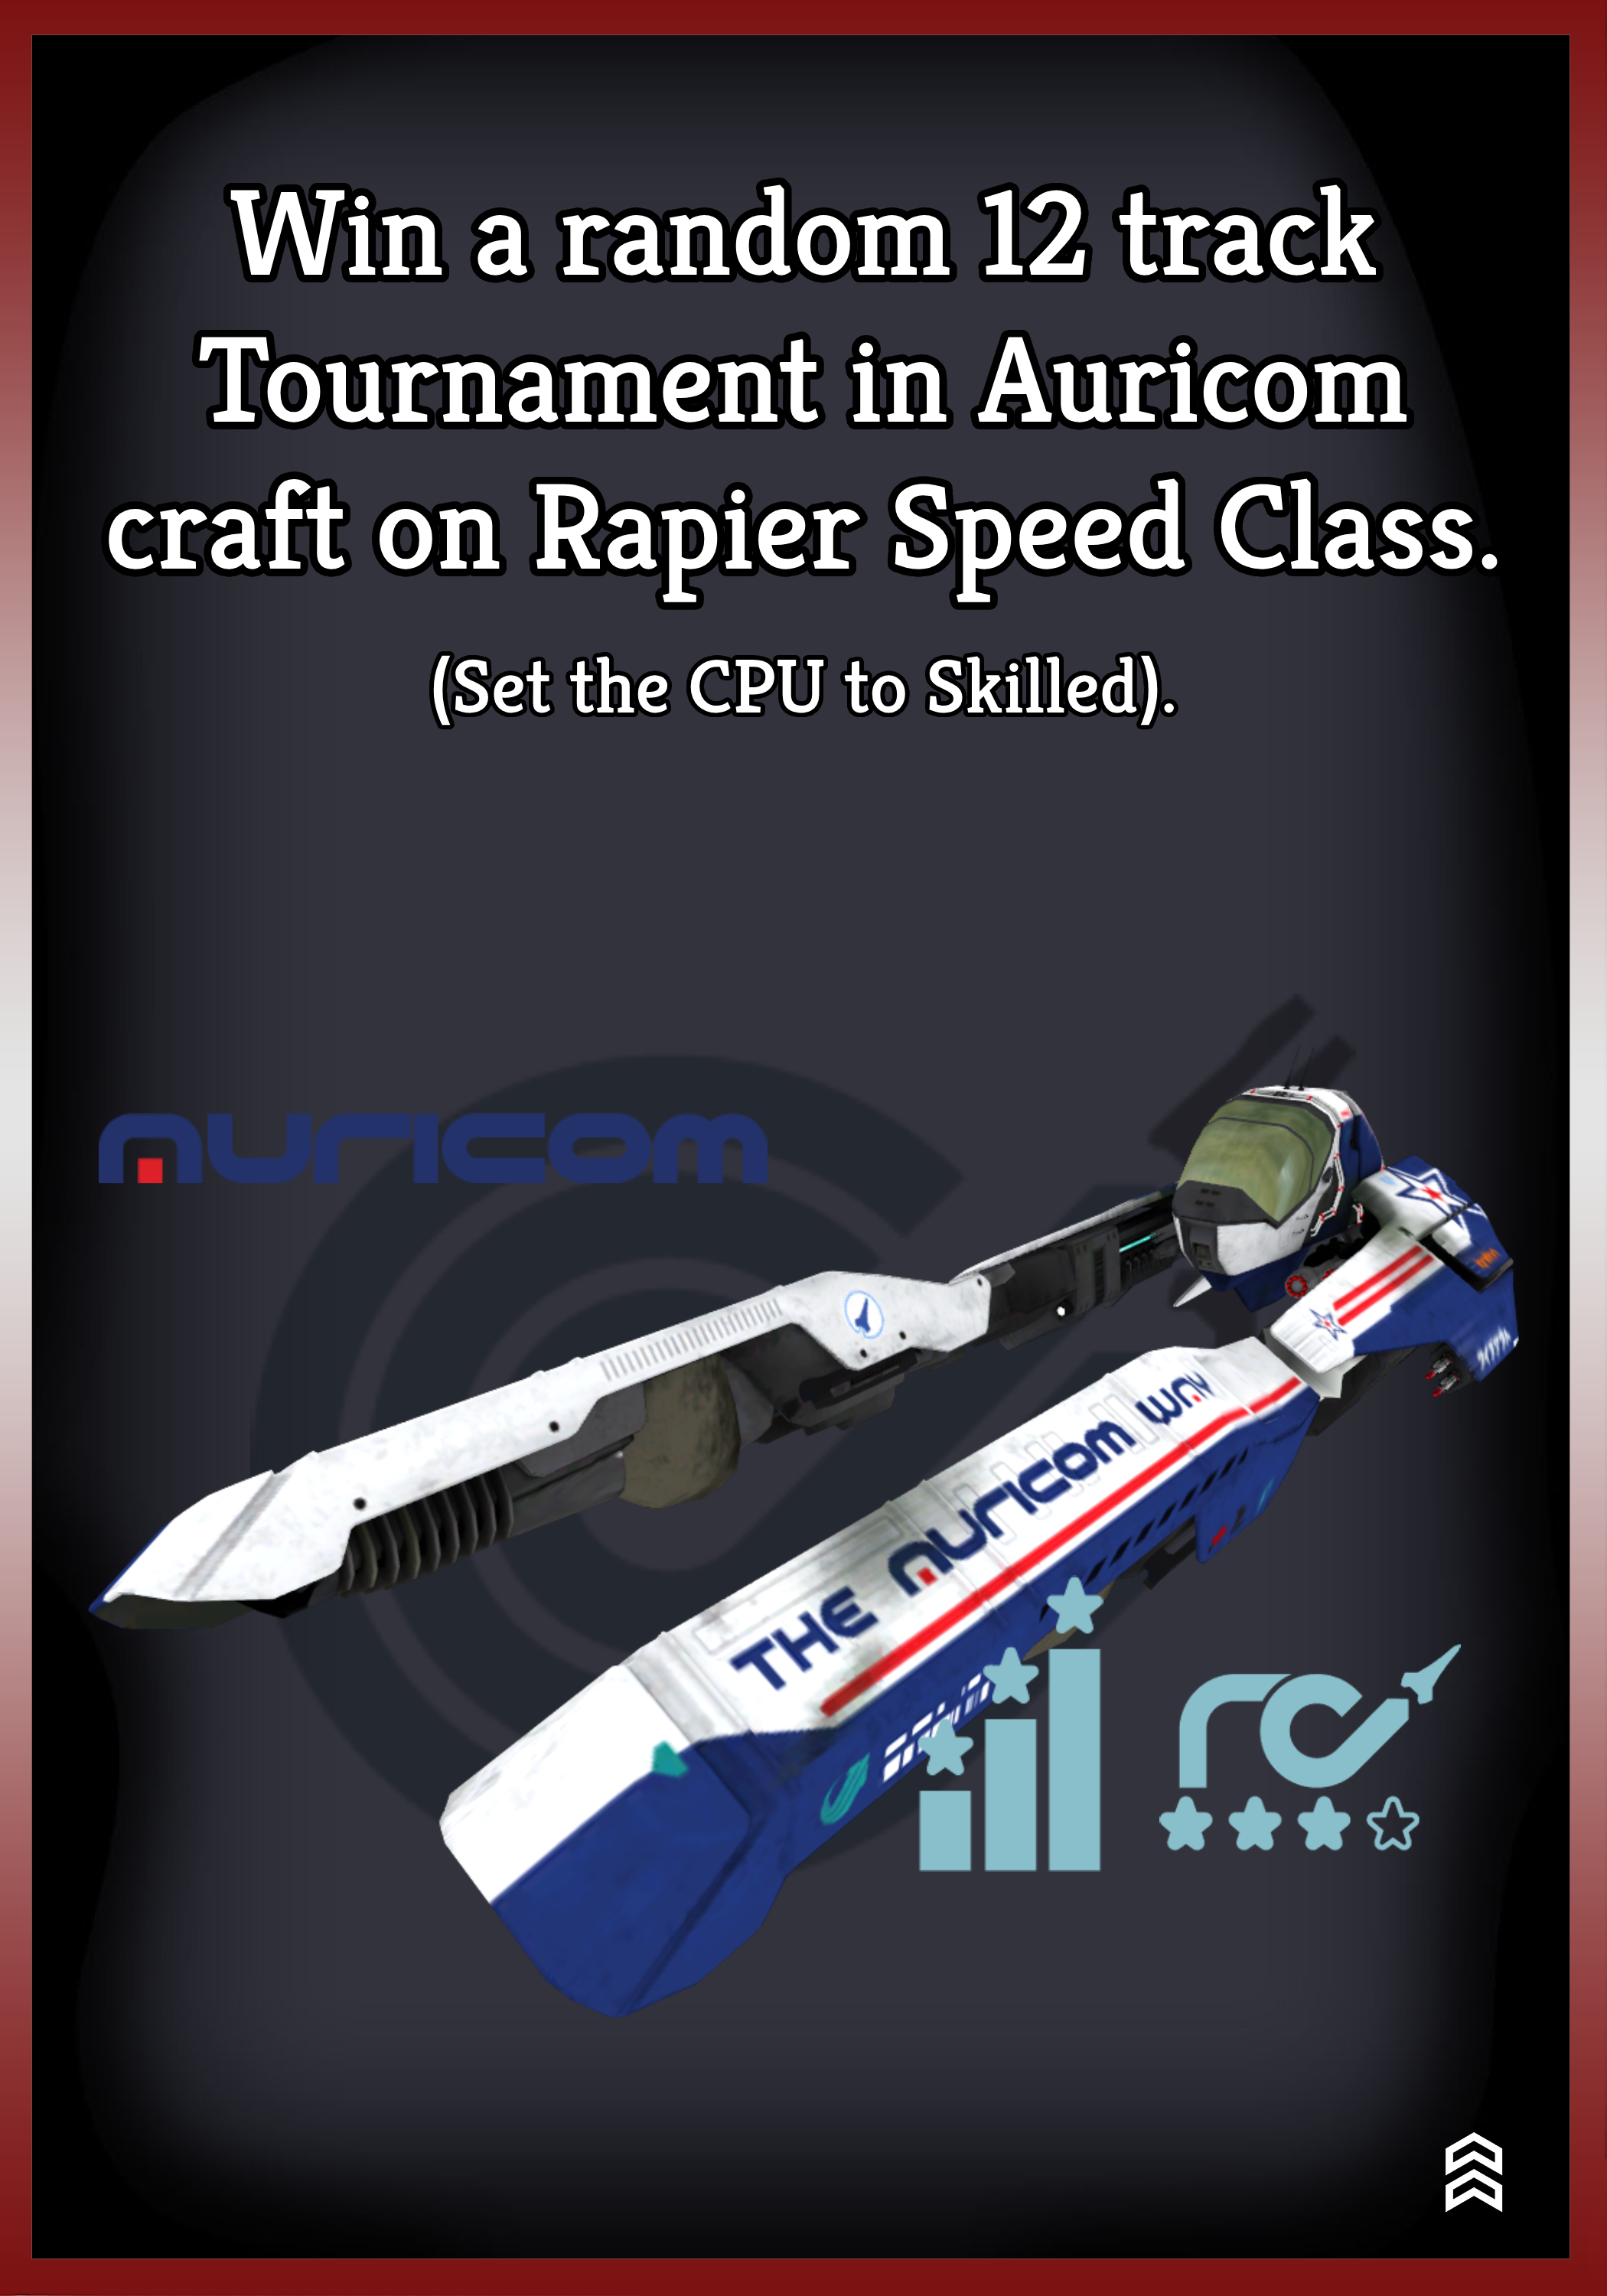 Win a random 12 track
Tournament in Auricom
craft on Rapier Speed Class.
(Set the CPU to Skilled).
AURICOM
THE AURICOM WAY
rc